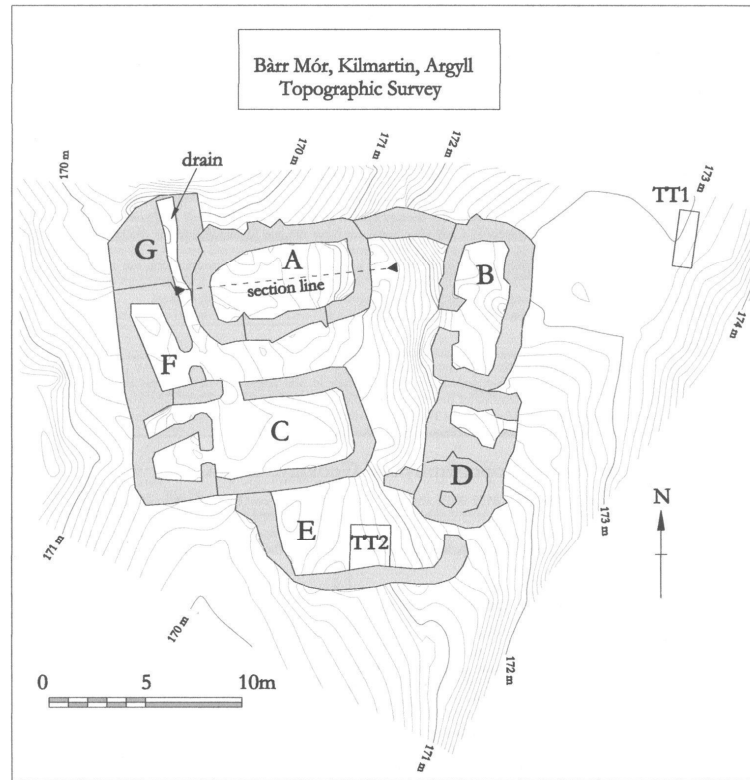 Bàrr Mór, Kilmartin, Argyll
Topographic Survey
170 m
drain
170 m
171 m
172 m
173 m
TT1
G
A
B
section line
174 m
F
C
D
E
TT2
N
171 m
173 m
170 m
172 m
0 5 10m
171 m